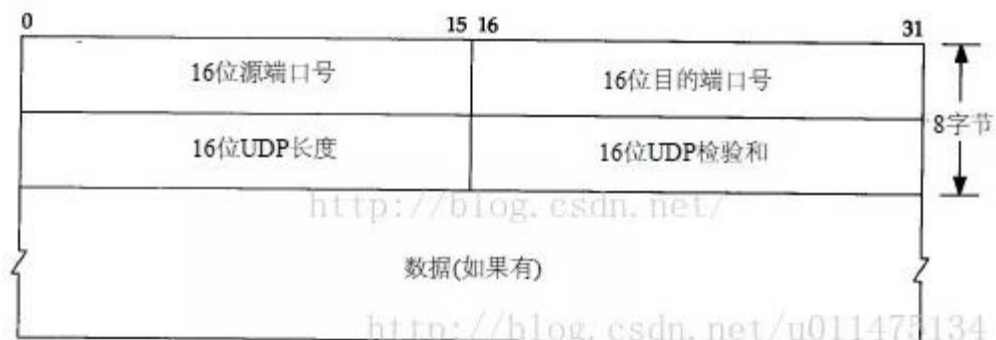 0 15 16 31
16位源端口号 16位目的端口号
8字节
16位UDP长度 16位UDP检验和
http://blog.csdn.net/
数据(如果有)
http://blog.csdn.net/u011475134